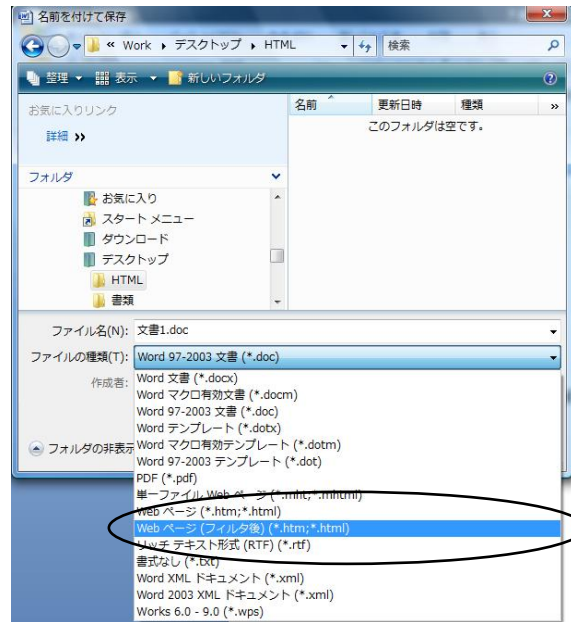 名前を付けて保存
« Work ▸ デスクトップ ▸ HTML 検索
整理 表示 新しいフォルダ
お気に入りリンク
詳細 »
名前 更新日時 種類 »
このフォルダは空です。
フォルダ
お気に入り
スタート メニュー
ダウンロード
デスクトップ
HTML
書類
ファイル名(N): 文書1.doc
ファイルの種類(T): Word 97-2003 文書 (*.doc)
作成者:
フォルダの非表示
Word 文書 (*.docx)
Word マクロ有効文書 (*.docm)
Word 97-2003 文書 (*.doc)
Word テンプレート (*.dotx)
Word マクロ有効テンプレート (*.dotm)
Word 97-2003 テンプレート (*.dot)
PDF (*.pdf)
単一ファイル Web ページ (*.mht;*.mhtml)
Web ページ (*.htm;*.html)
Web ページ (フィルタ後) (*.htm;*.html)
リッチ テキスト形式 (RTF) (*.rtf)
書式なし (*.txt)
Word XML ドキュメント (*.xml)
Word 2003 XML ドキュメント (*.xml)
Works 6.0 - 9.0 (*.wps)